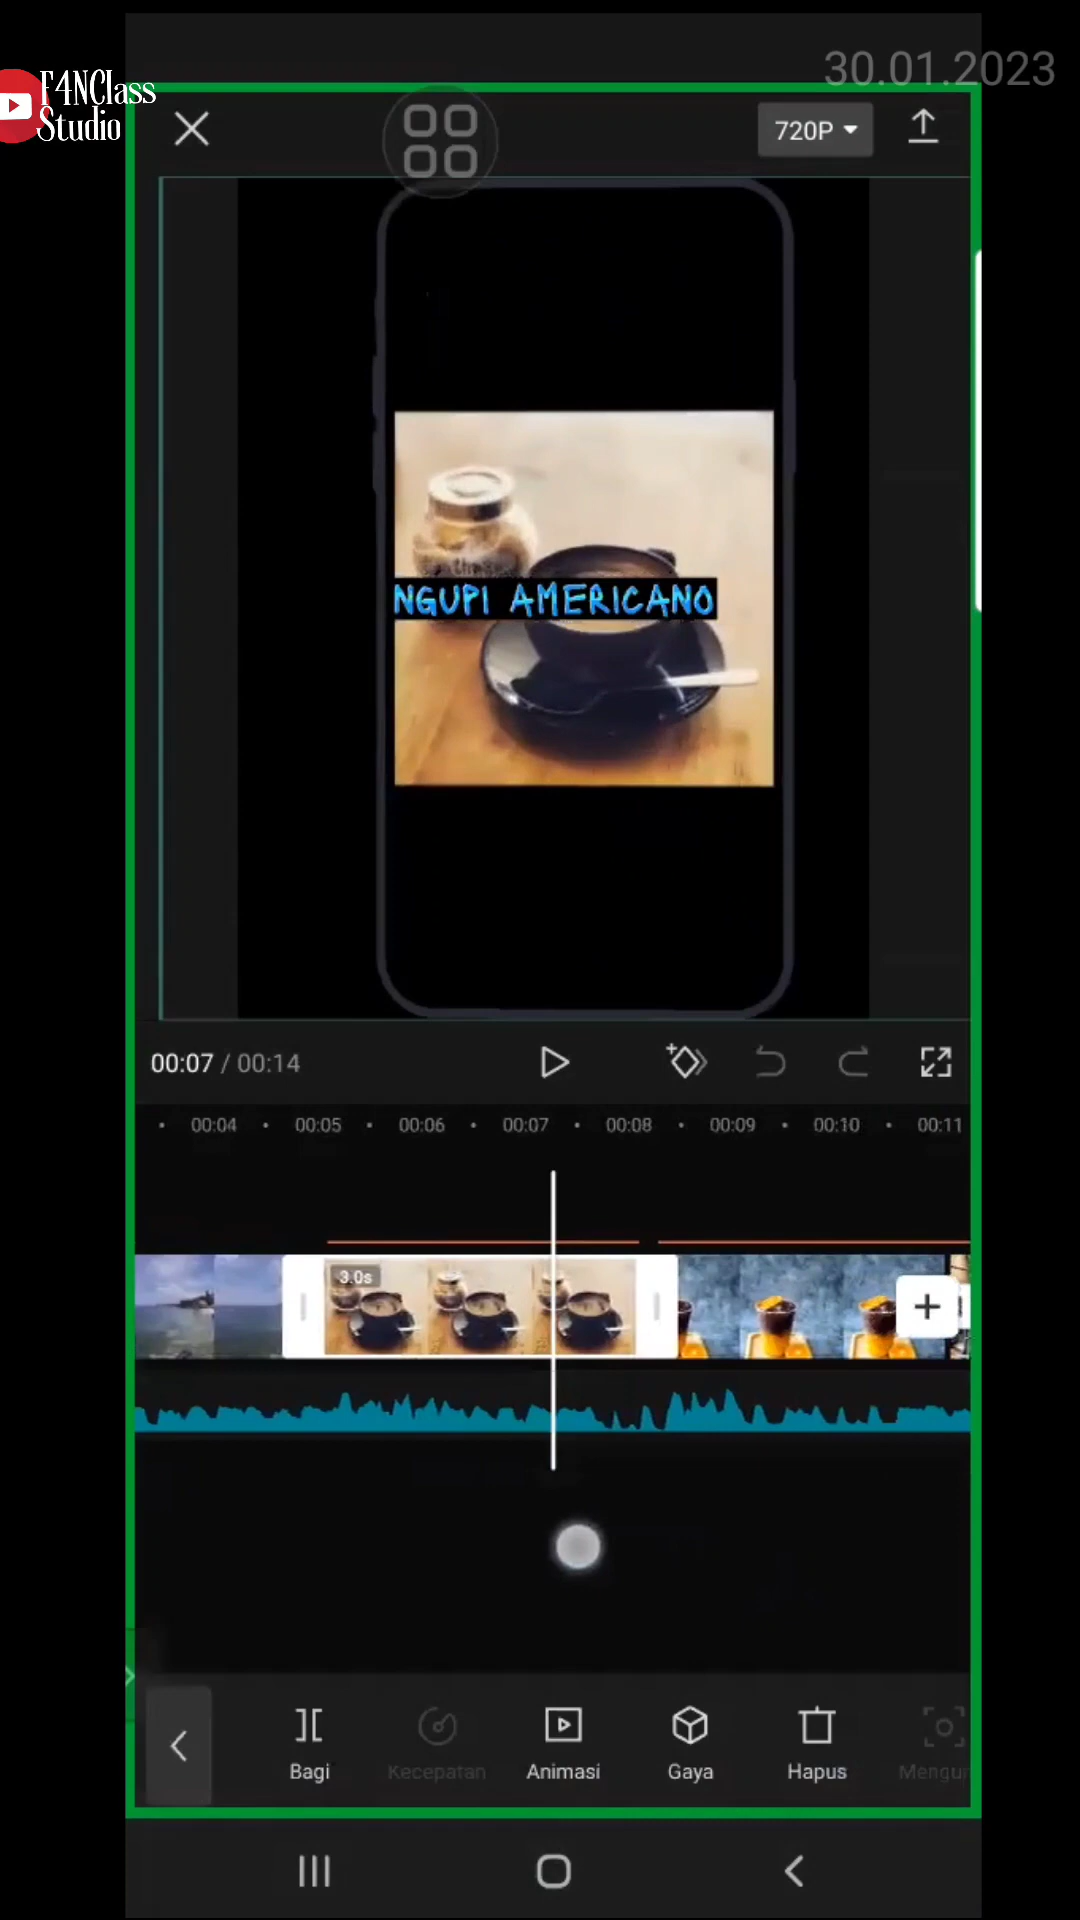 30.01.2023
F4NClass
Studio
720P
NGUPI AMERICANO
00:07 / 00:14
00:04 00:05 00:06 00:07 00:08 00:09 00:10 00:11
3.0s
Bagi Kecepatan Animasi Gaya Hapus